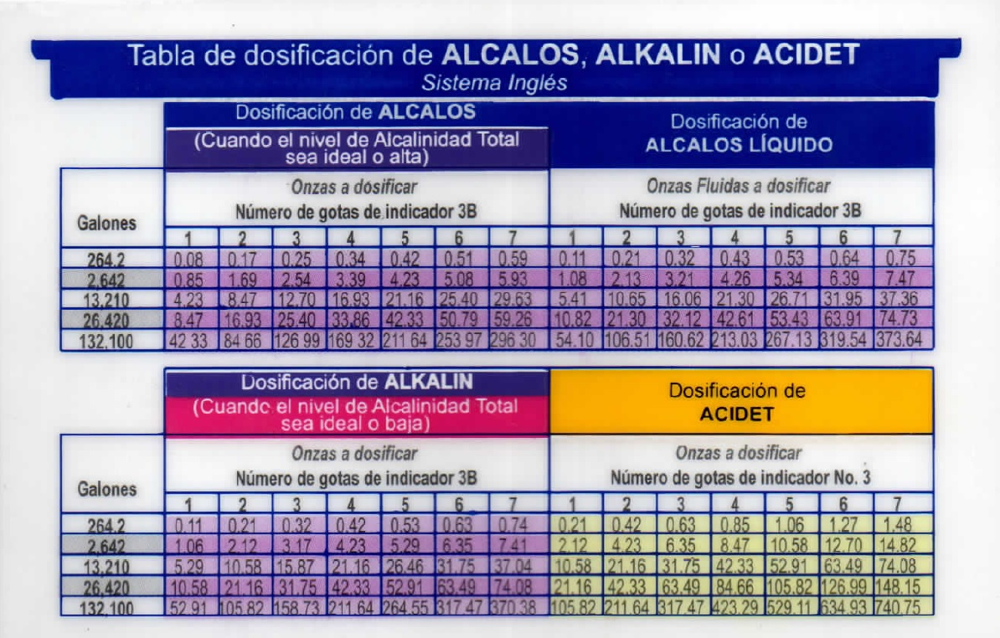 Tabla de dosificación de ALCALOS, ALKALIN o ACIDET
Sistema Inglés
Dosificación de ALCALOS
(Cuando el nivel de Alcalinidad Total
sea ideal o alta)
Dosificación de
ALCALOS LÍQUIDO
Galones
Onzas a dosificar
Número de gotas de indicador 3B
Onzas Fluidas a dosificar
Número de gotas de indicador 3B
1 2 3 4 5 6 7 1 2 3 4 5 6 7
264.2 0.08 0.17 0.25 0.34 0.42 0.51 0.59 0.11 0.21 0.32 0.43 0.53 0.64 0.75
2,642 0.85 1.69 2.54 3.39 4.23 5.08 5.93 1.08 2.13 3.21 4.26 5.34 6.39 7.47
13,210 4.23 8.47 12.70 16.93 21.16 25.40 29.63 5.41 10.65 16.06 21.30 26.71 31.95 37.36
26,420 8.47 16.93 25.40 33.86 42.33 50.79 59.26 10.82 21.30 32.12 42.61 53.43 63.91 74.73
132,100 42.33 84.66 126.99 169.32 211.64 253.97 296.30 54.10 106.51 160.62 213.03 267.13 319.54 373.64
Dosificación de ALKALIN
(Cuando el nivel de Alcalinidad Total
sea ideal o baja)
Dosificación de
ACIDET
Galones
Onzas a dosificar
Número de gotas de indicador 3B
Onzas a dosificar
Número de gotas de indicador No. 3
1 2 3 4 5 6 7 1 2 3 4 5 6 7
264.2 0.11 0.21 0.32 0.42 0.53 0.63 0.74 0.21 0.42 0.63 0.85 1.06 1.27 1.48
2,642 1.06 2.12 3.17 4.23 5.29 6.35 7.41 2.12 4.23 6.35 8.47 10.58 12.70 14.82
13,210 5.29 10.58 15.87 21.16 26.46 31.75 37.04 10.58 21.16 31.75 42.33 52.91 63.49 74.08
26,420 10.58 21.16 31.75 42.33 52.91 63.49 74.08 21.16 42.33 63.49 84.66 105.82 126.99 148.15
132,100 52.91 105.82 158.73 211.64 264.55 317.47 370.38 105.82 211.64 317.47 423.29 529.11 634.93 740.75